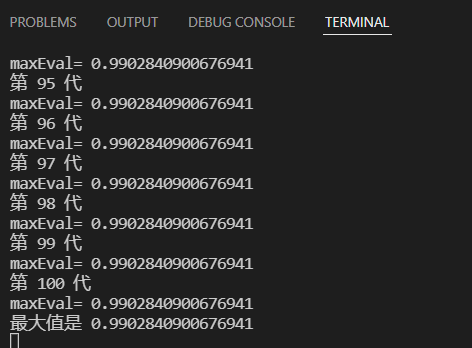 PROBLEMS OUTPUT DEBUG CONSOLE TERMINAL
maxEval= 0.9902840900676941
第 95 代
maxEval= 0.9902840900676941
第 96 代
maxEval= 0.9902840900676941
第 97 代
maxEval= 0.9902840900676941
第 98 代
maxEval= 0.9902840900676941
第 99 代
maxEval= 0.9902840900676941
第 100 代
maxEval= 0.9902840900676941
最大值是 0.9902840900676941